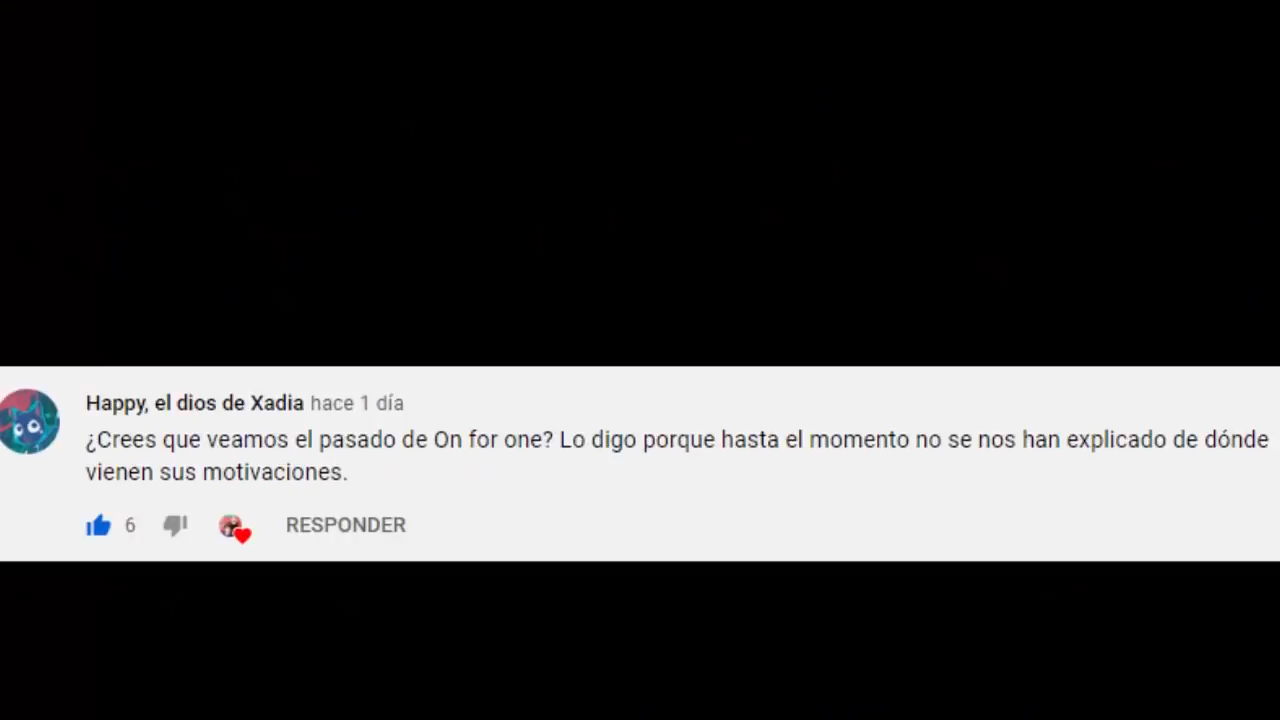 Happy, el dios de Xadia hace 1 día
¿Crees que veamos el pasado de On for one? Lo digo porque hasta el momento no se nos han explicado de dónde
vienen sus motivaciones.
6 RESPONDER